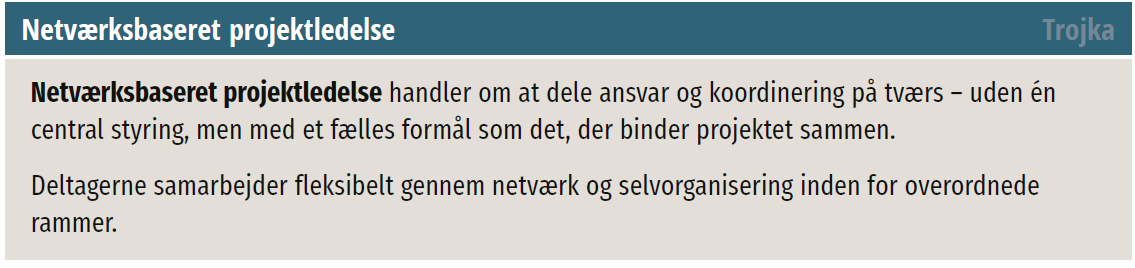 Netværksbaseret projektledelse Trojka
Netværksbaseret projektledelse handler om at dele ansvar og koordinering på tværs – uden én
central styring, men med et fælles formål som det, der binder projektet sammen.
Deltagerne samarbejder fleksibelt gennem netværk og selvorganisering inden for overordnede
rammer.